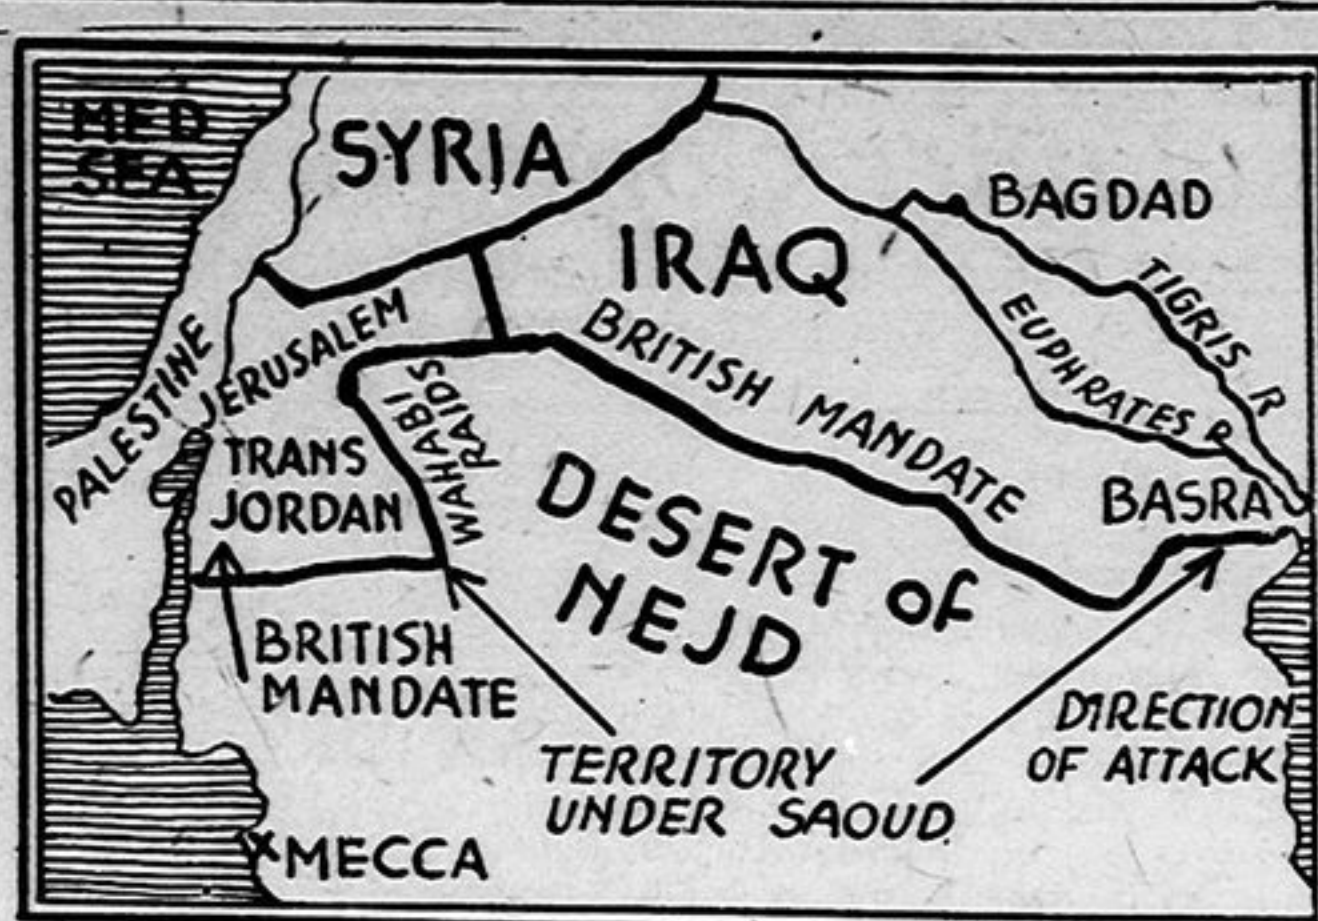 MED
SEA
SYRIA
BAGDAD
IRAQ
TIGRIS R
EUPHRATES R
BRITISH MANDATE
PALESTINE
JERUSALEM
WAHABI
RAIDS
TRANS
JORDAN
BASRA
DESERT of
NEJD
BRITISH
MANDATE
DIRECTION
OF ATTACK
TERRITORY
UNDER SAOUD
MECCA